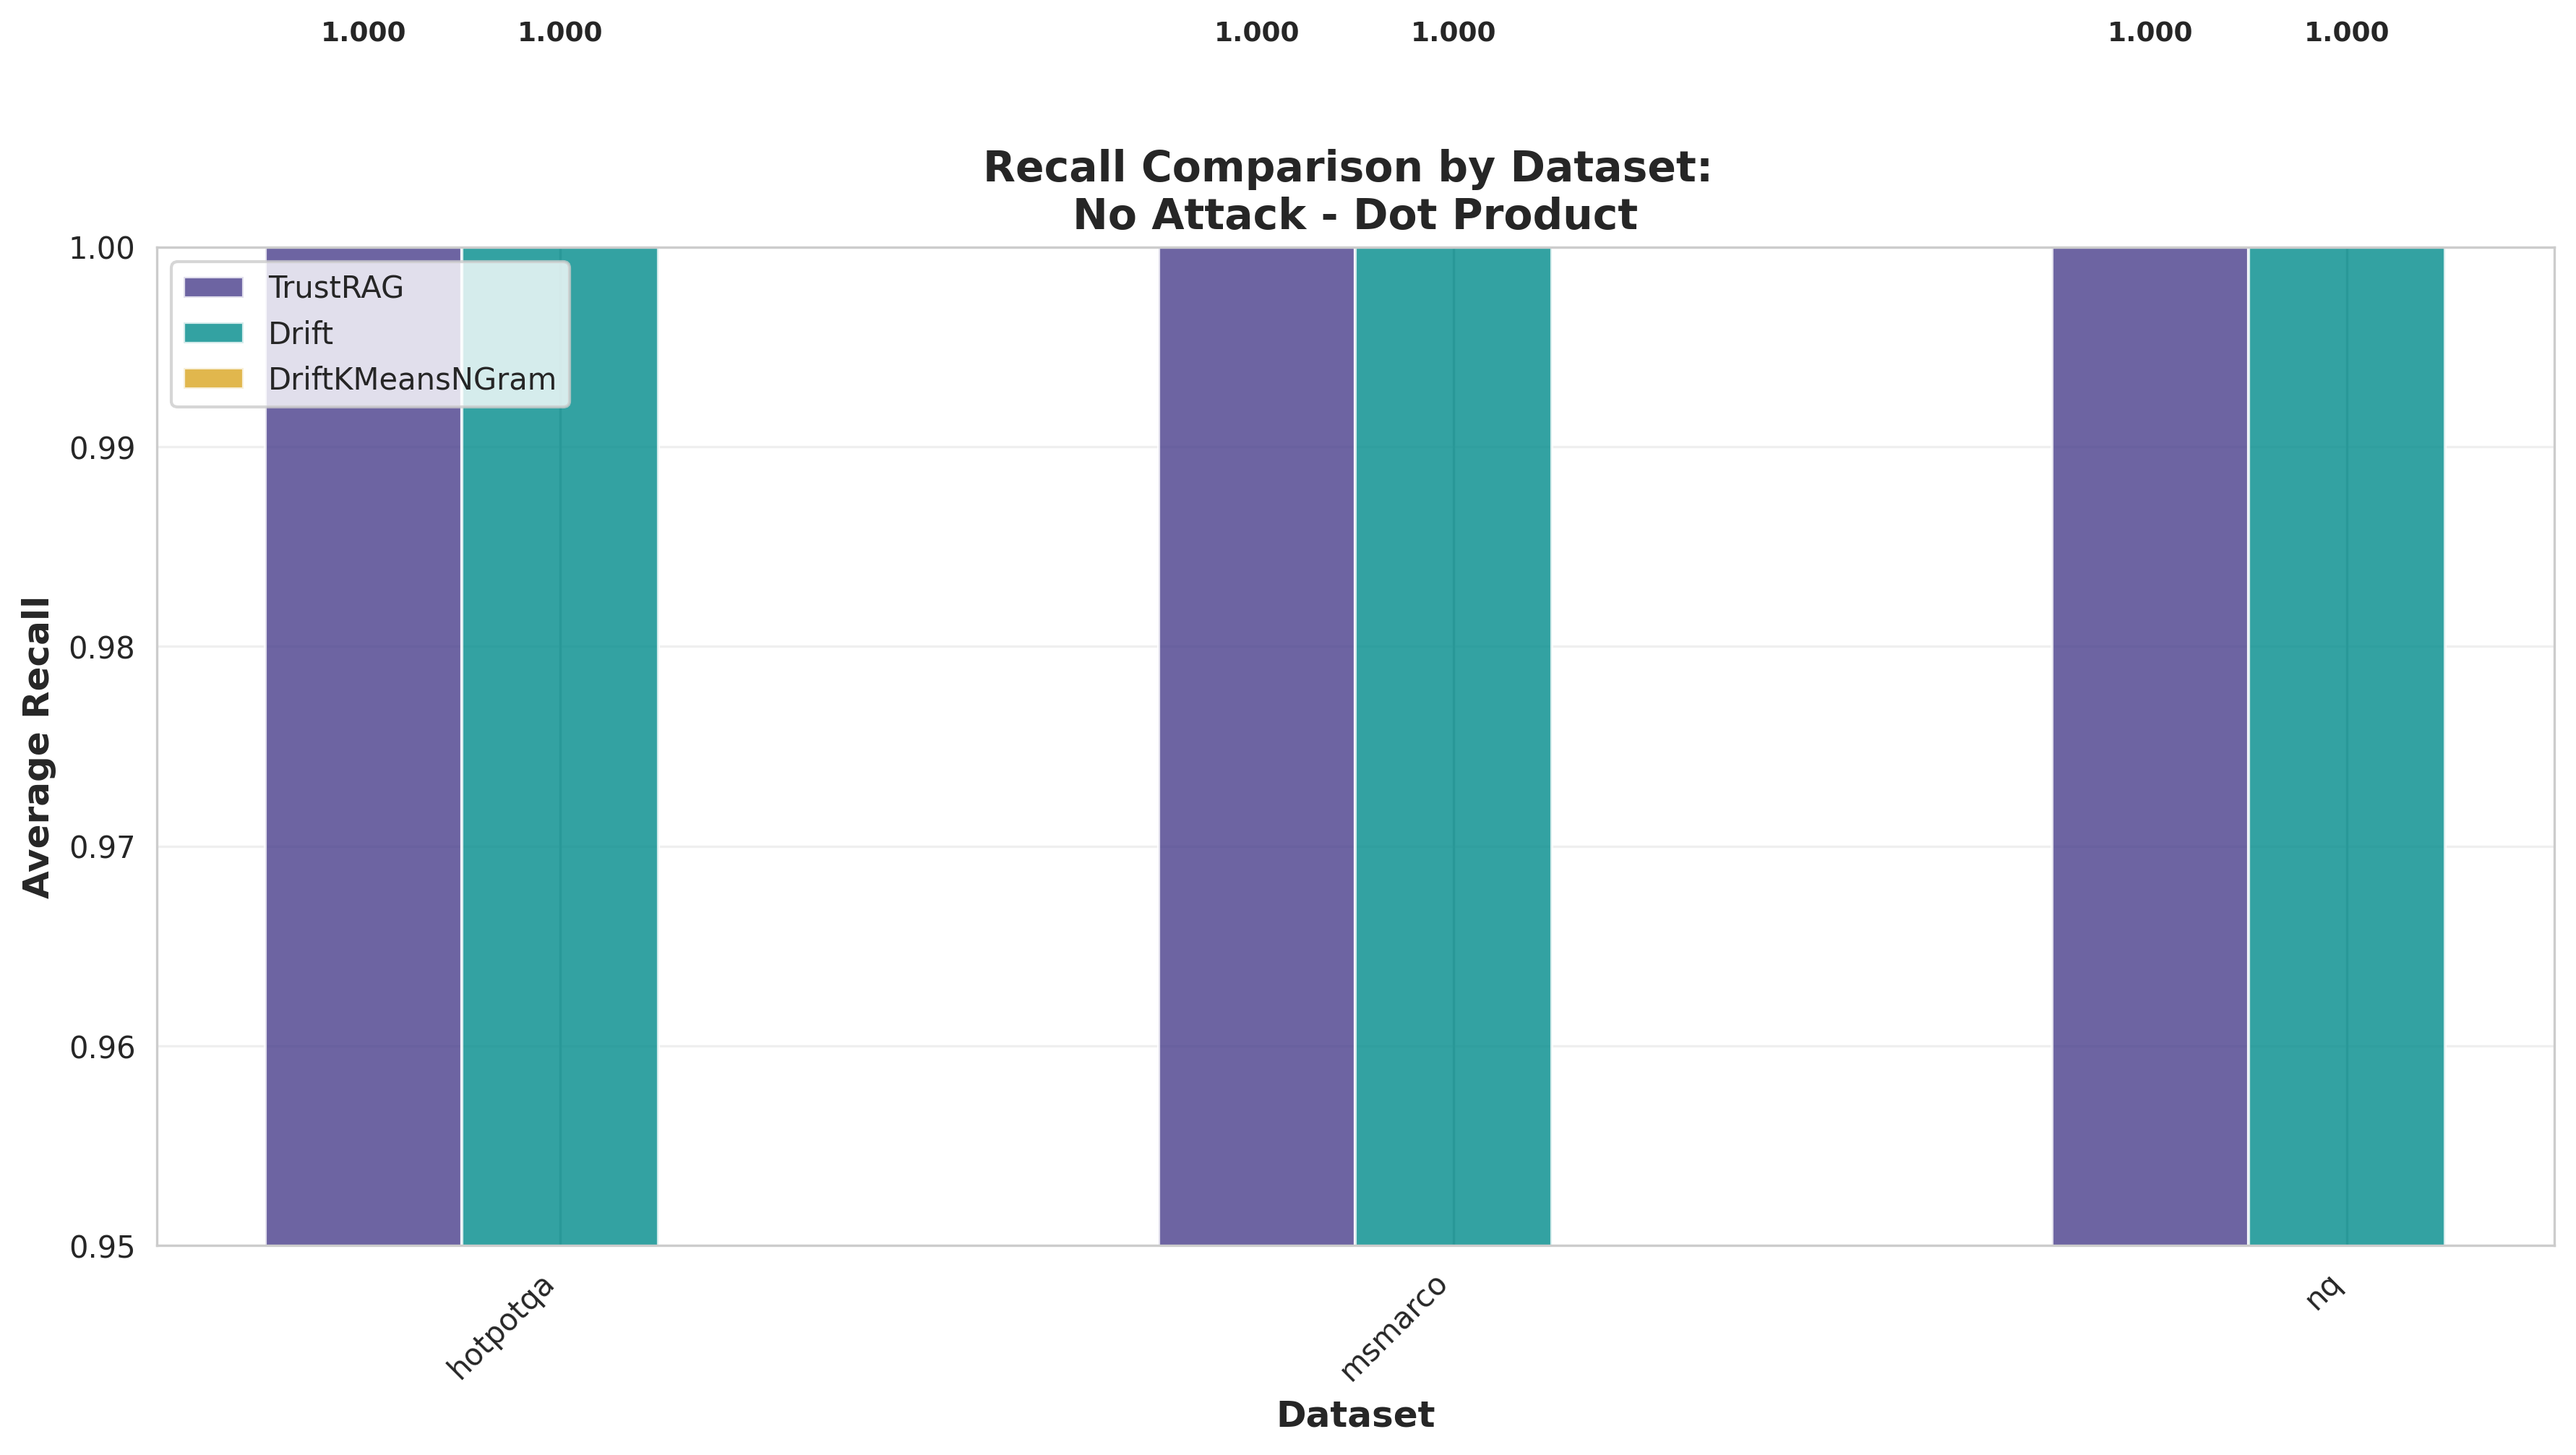 1.000 1.000 1.000 1.000 1.000 1.000
Recall Comparison by Dataset:
No Attack - Dot Product
TrustRAG
Drift
DriftKMeansNGram
1.00
0.99
0.98
0.97
0.96
0.95
Average Recall
hotpotqa msmarco nq
Dataset